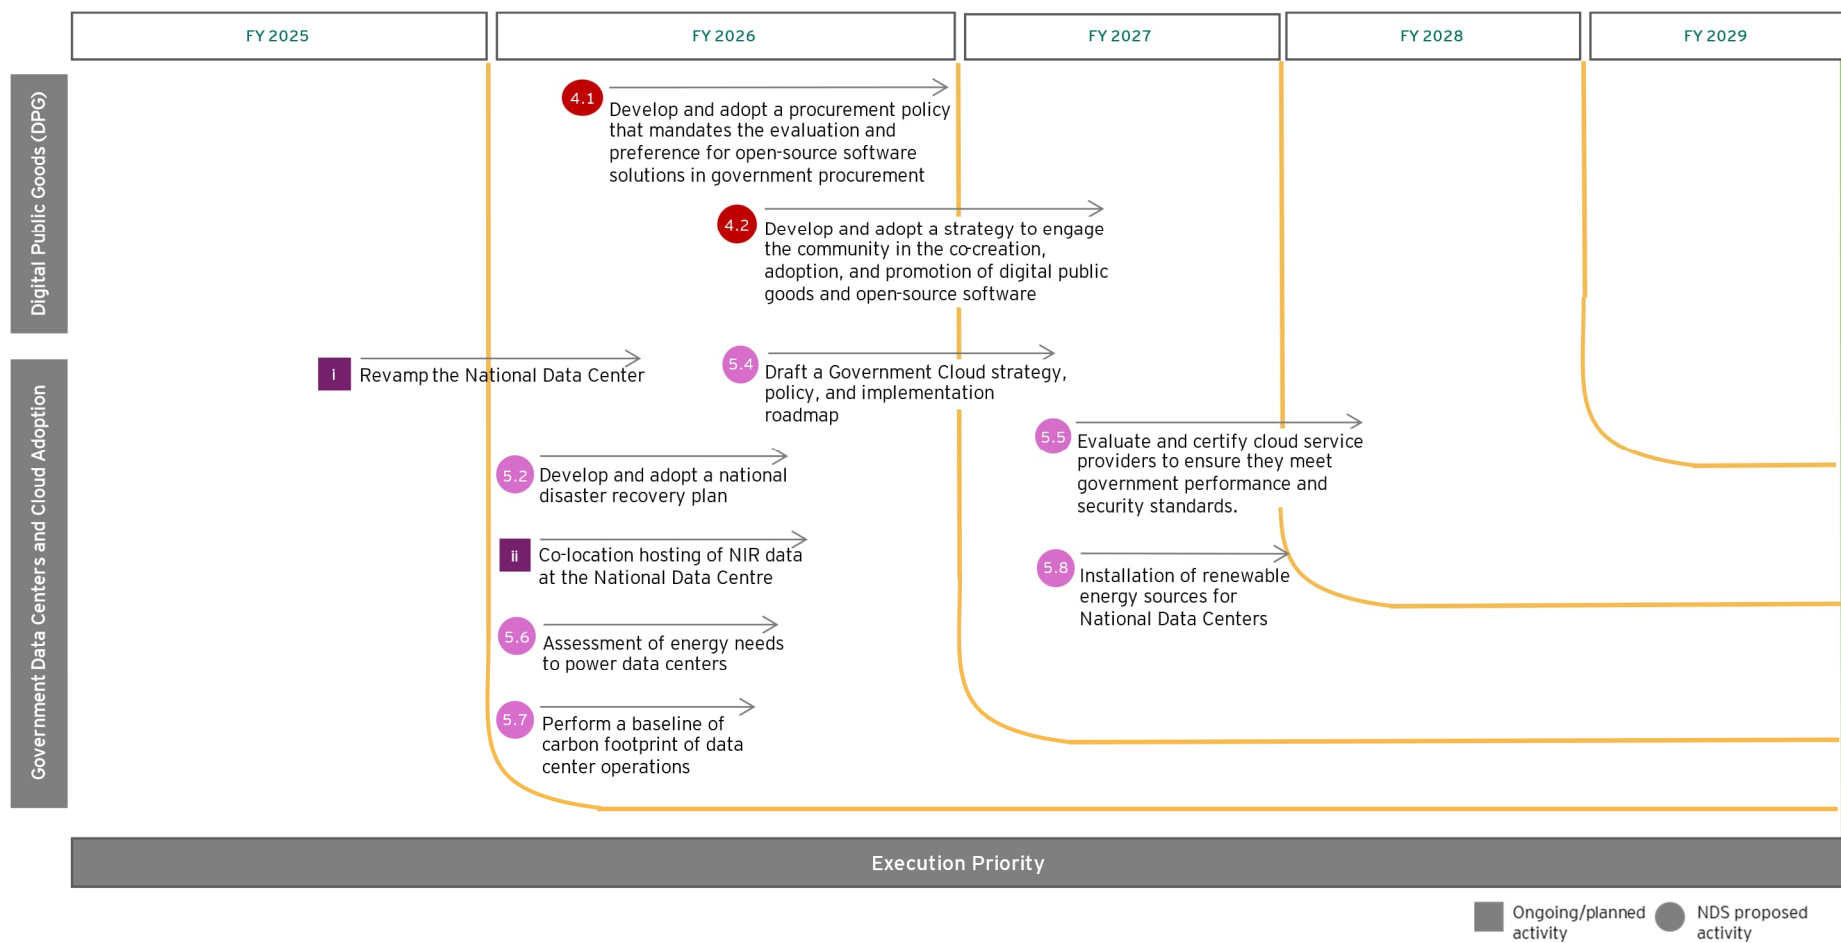 FY 2025
FY 2026
FY 2027
FY 2028
FY 2029
Digital Public Goods (DPG)
4.1
Develop and adopt a procurement policy
that mandates the evaluation and
preference for open-source software
solutions in government procurement
4.2
Develop and adopt a strategy to engage
the community in the co-creation,
adoption, and promotion of digital public
goods and open-source software
Government Data Centers and Cloud Adoption
i
Revamp the National Data Center
5.4
Draft a Government Cloud strategy,
policy, and implementation
roadmap
5.5
Evaluate and certify cloud service
providers to ensure they meet
government performance and
security standards.
5.2
Develop and adopt a national
disaster recovery plan
ii
Co-location hosting of NIR data
at the National Data Centre
5.8
Installation of renewable
energy sources for
National Data Centers
5.6
Assessment of energy needs
to power data centers
5.7
Perform a baseline of
carbon footprint of data
center operations
Execution Priority
Ongoing/planned
activity
NDS proposed
activity